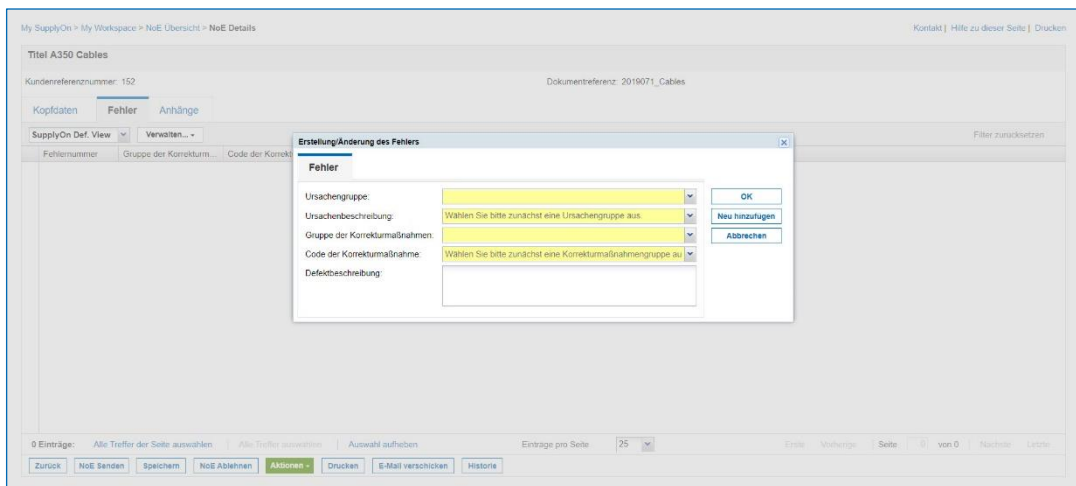 My SupplyOn > My Workspace > NoE Übersicht > NoE Details
Kontakt | Hilfe zu dieser Seite | Drucken
Titel A350 Cables
Kundenreferenznummer: 152
Dokumentreferenz: 2019071_Cables
Kopfdaten Fehler Anhänge
SupplyOn Def. View Verwalten...
Filter zurücksetzen
Fehlernummer Gruppe der Korrekturm... Code der Korrekt
Erstellung/Änderung des Fehlers
Fehler
Ursachengruppe:
OK
Ursachenbeschreibung: Wählen Sie bitte zunächst eine Ursachengruppe aus.
Neu hinzufügen
Gruppe der Korrekturmaßnahmen:
Abbrechen
Code der Korrekturmaßnahme: Wählen Sie bitte zunächst eine Korrekturmaßnahmengruppe au
Defektbeschreibung:
0 Einträge: Alle Treffer der Seite auswählen | Alle Treffer auswählen | Auswahl aufheben
Einträge pro Seite 25
Erste Vorherige Seite 0 von 0 Nächste Letzte
Zurück NoE Senden Speichern NoE Ablehnen Aktionen Drucken E-Mail verschicken Historie